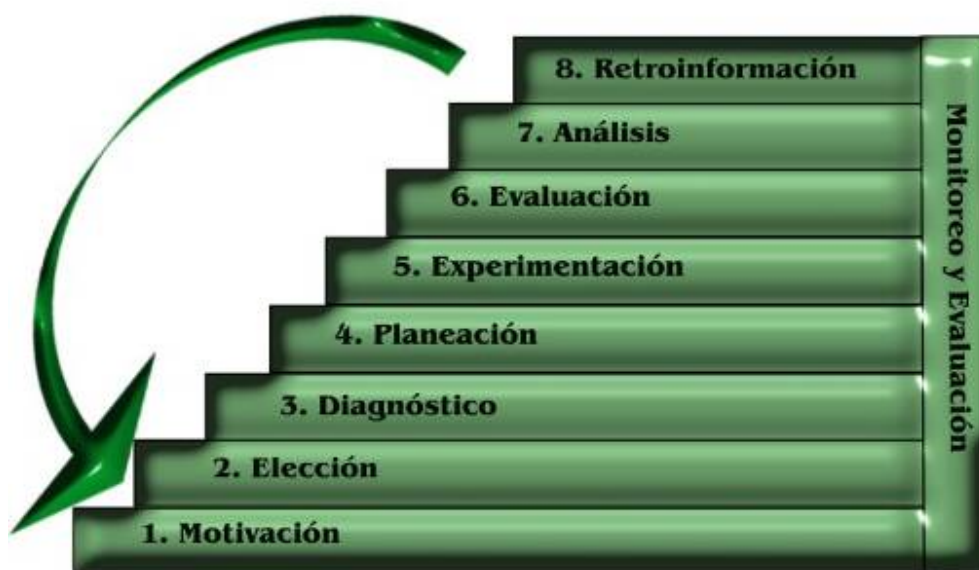 8. Retroinformación
7. Análisis
6. Evaluación
5. Experimentación
4. Planeación
3. Diagnóstico
2. Elección
1. Motivación
Monitoreo y Evaluación